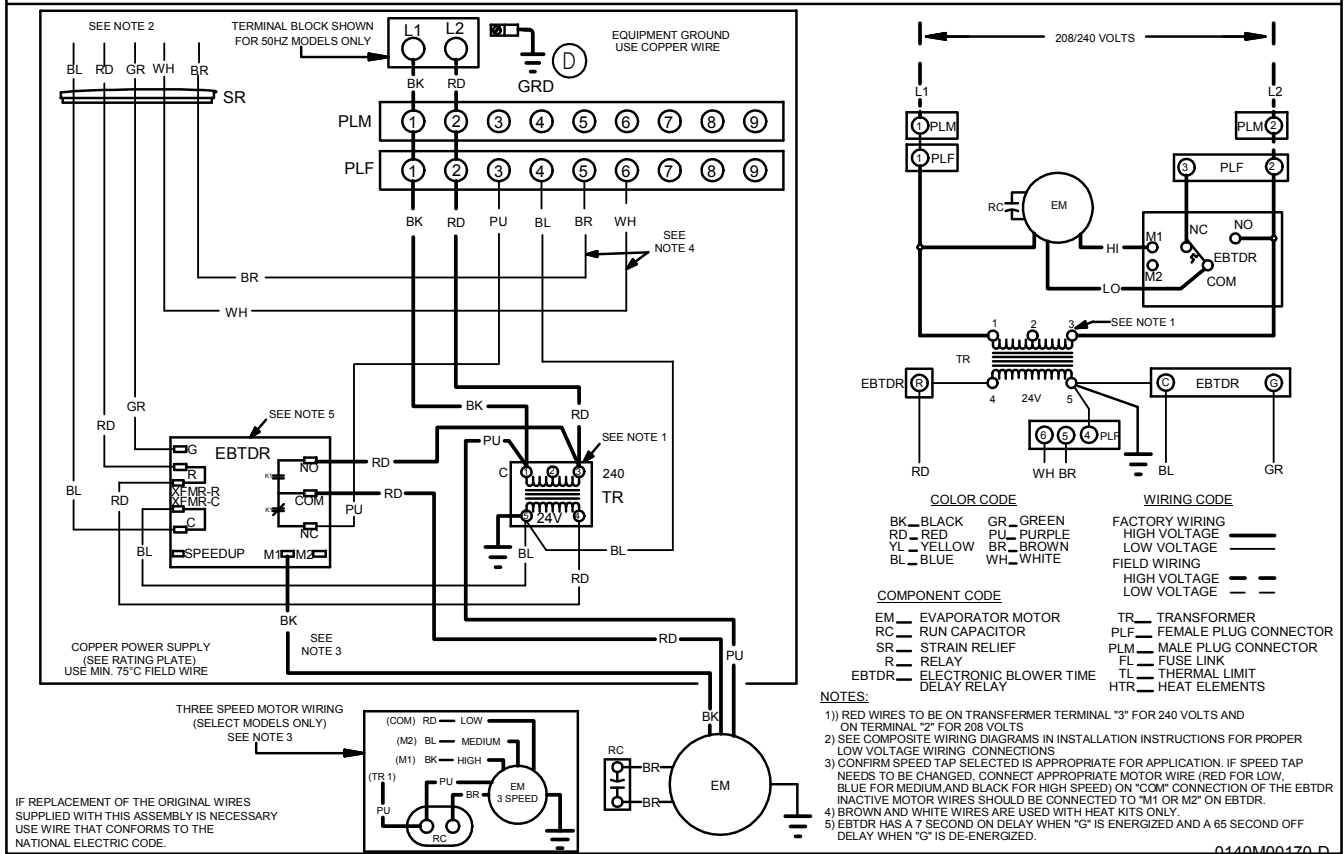 SEE NOTE 2
BL RD GR WH BR
SR
TERMINAL BLOCK SHOWN
FOR 50HZ MODELS ONLY
L1 L2
BK RD
GRD
D
EQUIPMENT GROUND
USE COPPER WIRE
PLM 1 2 3 4 5 6 7 8 9
PLF 1 2 3 4 5 6 7 8 9
BK RD PU BL BR WH
SEE
NOTE 4
BR
WH
GR
RD
BL
RD
BL
SEE NOTE 5
EBTDR
G
R
XFMR-R
XFMR-C
C
SPEEDUP
M1 M2
NO
COM
NC
K1
K1
RD
RD
PU
BK
PU
RD
SEE NOTE 1
C 1 2 3 240
TR
24V
5 4
BL
BL
RD
BK
SEE
NOTE 3
RD
PU
BK
COPPER POWER SUPPLY
(SEE RATING PLATE)
USE MIN. 75°C FIELD WIRE
THREE SPEED MOTOR WIRING
(SELECT MODELS ONLY)
SEE NOTE 3
(COM) RD LOW
(M2) BL MEDIUM
(M1) BK HIGH
(TR 1)
PU
PU
BR
EM
3 SPEED
RC
RC
BR
BR
EM
IF REPLACEMENT OF THE ORIGINAL WIRES
SUPPLIED WITH THIS ASSEMBLY IS NECESSARY
USE WIRE THAT CONFORMS TO THE
NATIONAL ELECTRIC CODE.
208/240 VOLTS
L1 L2
1 PLM
PLM 2
1 PLF
3 PLF 2
RC
EM
HI
LO
M1
M2
NC
NO
EBTDR
COM
1 2 3
SEE NOTE 1
TR
4 24V 5
EBTDR R
C EBTDR G
6 5 4 PLF
RD
WH BR
BL
GR
COLOR CODE
BK BLACK GR GREEN
RD RED PU PURPLE
YL YELLOW BR BROWN
BL BLUE WH WHITE
WIRING CODE
FACTORY WIRING
HIGH VOLTAGE
LOW VOLTAGE
FIELD WIRING
HIGH VOLTAGE
LOW VOLTAGE
COMPONENT CODE
EM EVAPORATOR MOTOR
RC RUN CAPACITOR
SR STRAIN RELIEF
R RELAY
EBTDR ELECTRONIC BLOWER TIME
DELAY RELAY
TR TRANSFORMER
PLF FEMALE PLUG CONNECTOR
PLM MALE PLUG CONNECTOR
FL FUSE LINK
TL THERMAL LIMIT
HTR HEAT ELEMENTS
NOTES:
1)) RED WIRES TO BE ON TRANSFERMER TERMINAL "3" FOR 240 VOLTS AND
ON TERMINAL "2" FOR 208 VOLTS
2) SEE COMPOSITE WIRING DIAGRAMS IN INSTALLATION INSTRUCTIONS FOR PROPER
LOW VOLTAGE WIRING CONNECTIONS
3) CONFIRM SPEED TAP SELECTED IS APPROPRIATE FOR APPLICATION. IF SPEED TAP
NEEDS TO BE CHANGED, CONNECT APPROPRIATE MOTOR WIRE (RED FOR LOW,
BLUE FOR MEDIUM,AND BLACK FOR HIGH SPEED) ON "COM" CONNECTION OF THE EBTDR
INACTIVE MOTOR WIRES SHOULD BE CONNECTED TO "M1 OR M2" ON EBTDR.
4) BROWN AND WHITE WIRES ARE USED WITH HEAT KITS ONLY.
5) EBTDR HAS A 7 SECOND ON DELAY WHEN "G" IS ENERGIZED AND A 65 SECOND OFF
DELAY WHEN "G" IS DE-ENERGIZED.
0140M00170-D